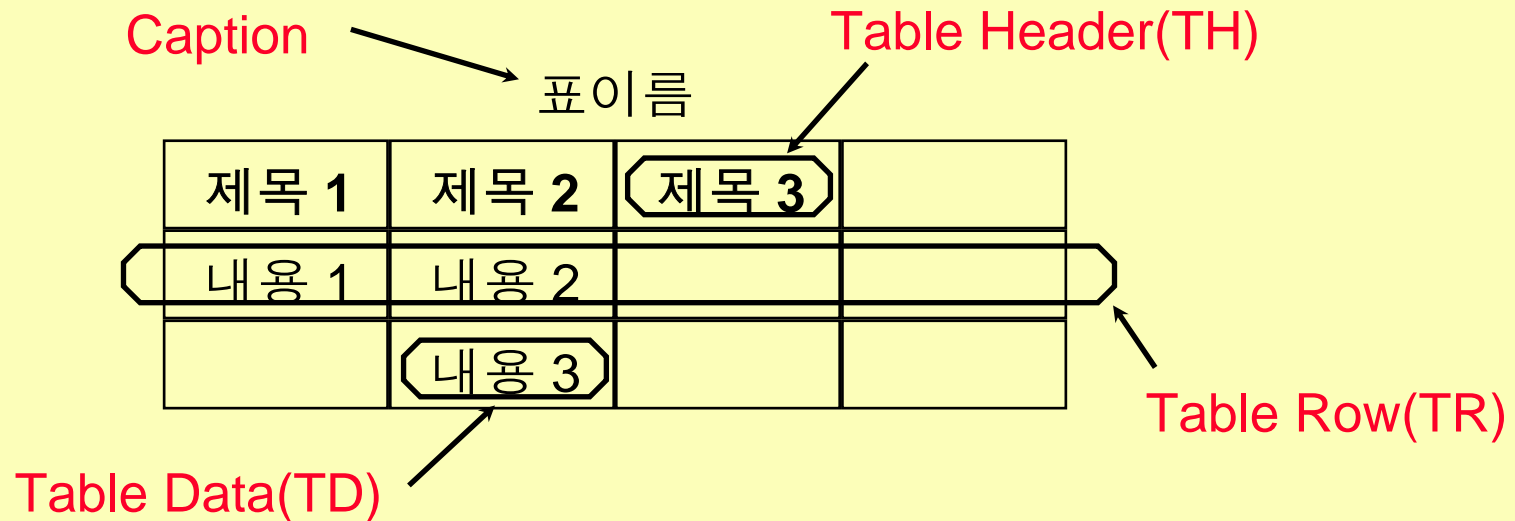 Caption
Table Header(TH)
표이름
제목 1 제목 2 제목 3
내용 1 내용 2
내용 3
Table Row(TR)
Table Data(TD)